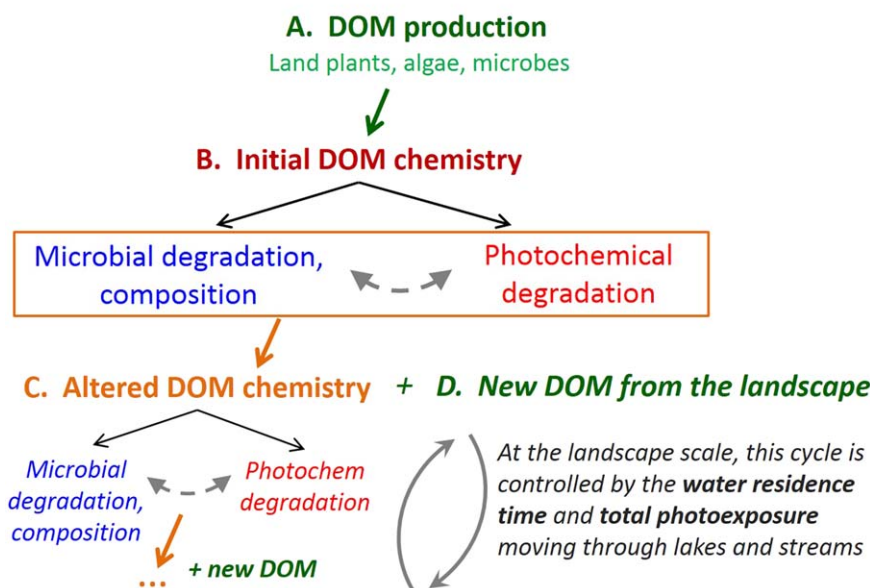 A. DOM production
Land plants, algae, microbes
B. Initial DOM chemistry
Microbial degradation,
composition
Photochemical
degradation
C. Altered DOM chemistry + D. New DOM from the landscape
Microbial
degradation,
composition
Photochem
degradation
At the landscape scale, this cycle is
controlled by the water residence
time and total photoexposure
moving through lakes and streams
... + new DOM